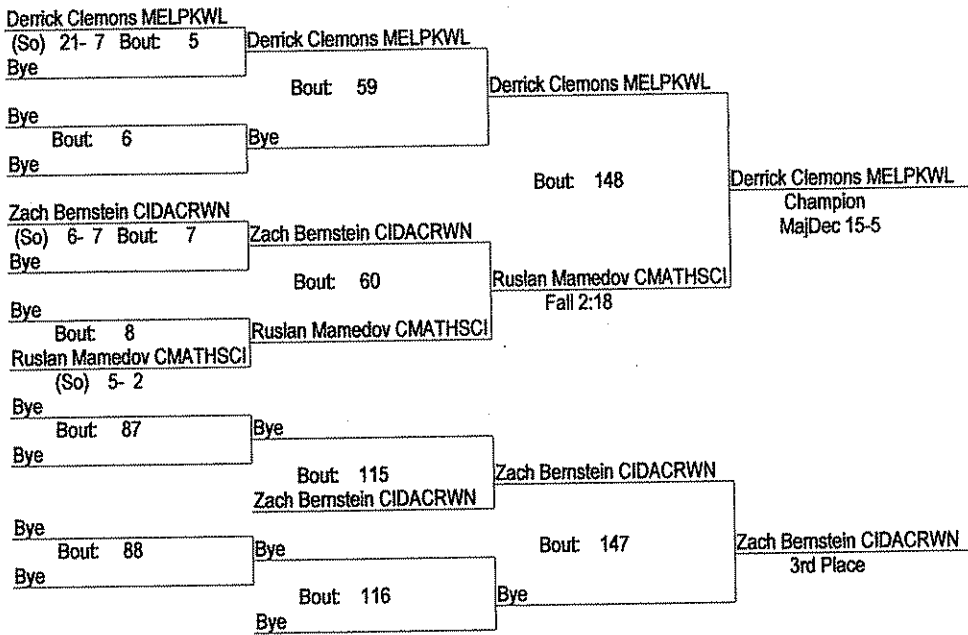 Derrick Clemons MELPKWL
(So) 21- 7 Bout: 5
Bye
Derrick Clemons MELPKWL
Bout: 59
Bye
Bout: 6
Bye
Bye
Derrick Clemons MELPKWL
Bout: 148
Zach Bernstein CIDACRWN
(So) 6- 7 Bout: 7
Bye
Zach Bernstein CIDACRWN
Bout: 60
Bye
Bout: 8
Ruslan Mamedov CMATHSCI
(So) 5- 2
Ruslan Mamedov CMATHSCI
Ruslan Mamedov CMATHSCI
Fall 2:18
Derrick Clemons MELPKWL
Champion
MajDec 15-5
Bye
Bout: 87
Bye
Bye
Bout: 115
Zach Bernstein CIDACRWN
Zach Bernstein CIDACRWN
Bout: 147
Bye
Bout: 88
Bye
Bye
Bout: 116
Bye
Bye
Zach Bernstein CIDACRWN
3rd Place